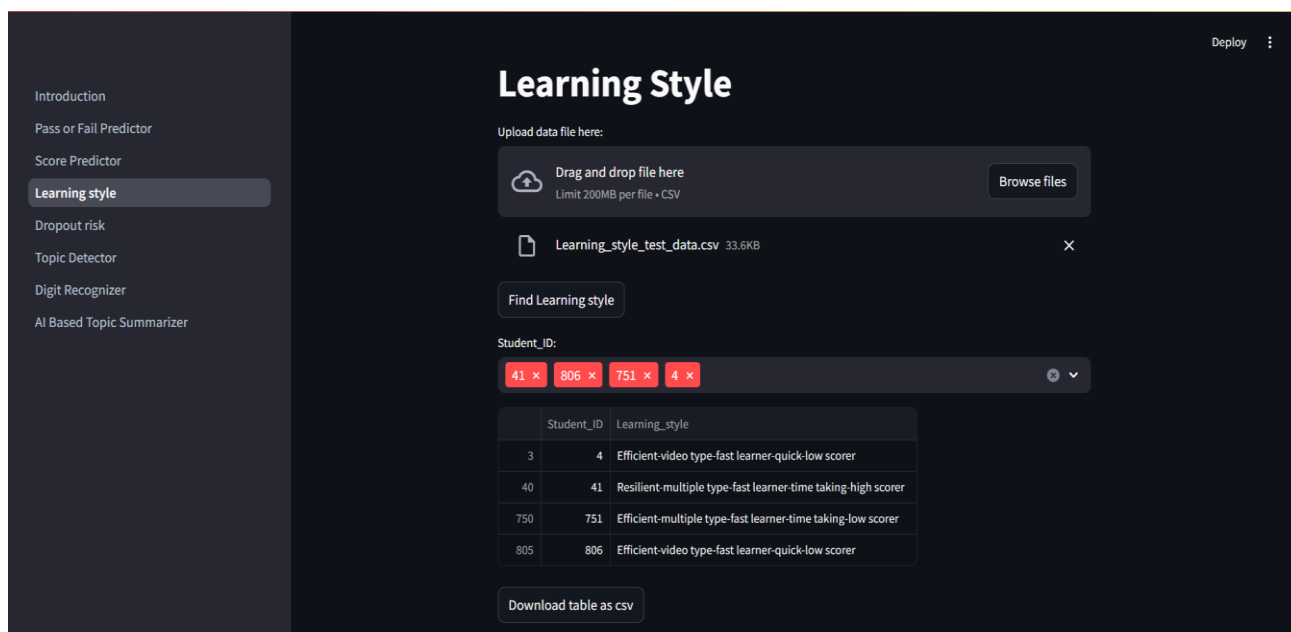 Deploy
Introduction
Pass or Fail Predictor
Score Predictor
Learning style
Dropout risk
Topic Detector
Digit Recognizer
AI Based Topic Summarizer
Learning Style
Upload data file here:
Drag and drop file here
Limit 200MB per file • CSV
Browse files
Learning_style_test_data.csv 33.6KB
Find Learning style
Student_ID:
41 × 806 × 751 × 4 ×
Student_ID Learning_style
3 4 Efficient-video type-fast learner-quick-low scorer
40 41 Resilient-multiple type-fast learner-time taking-high scorer
750 751 Efficient-multiple type-fast learner-time taking-low scorer
805 806 Efficient-video type-fast learner-quick-low scorer
Download table as csv